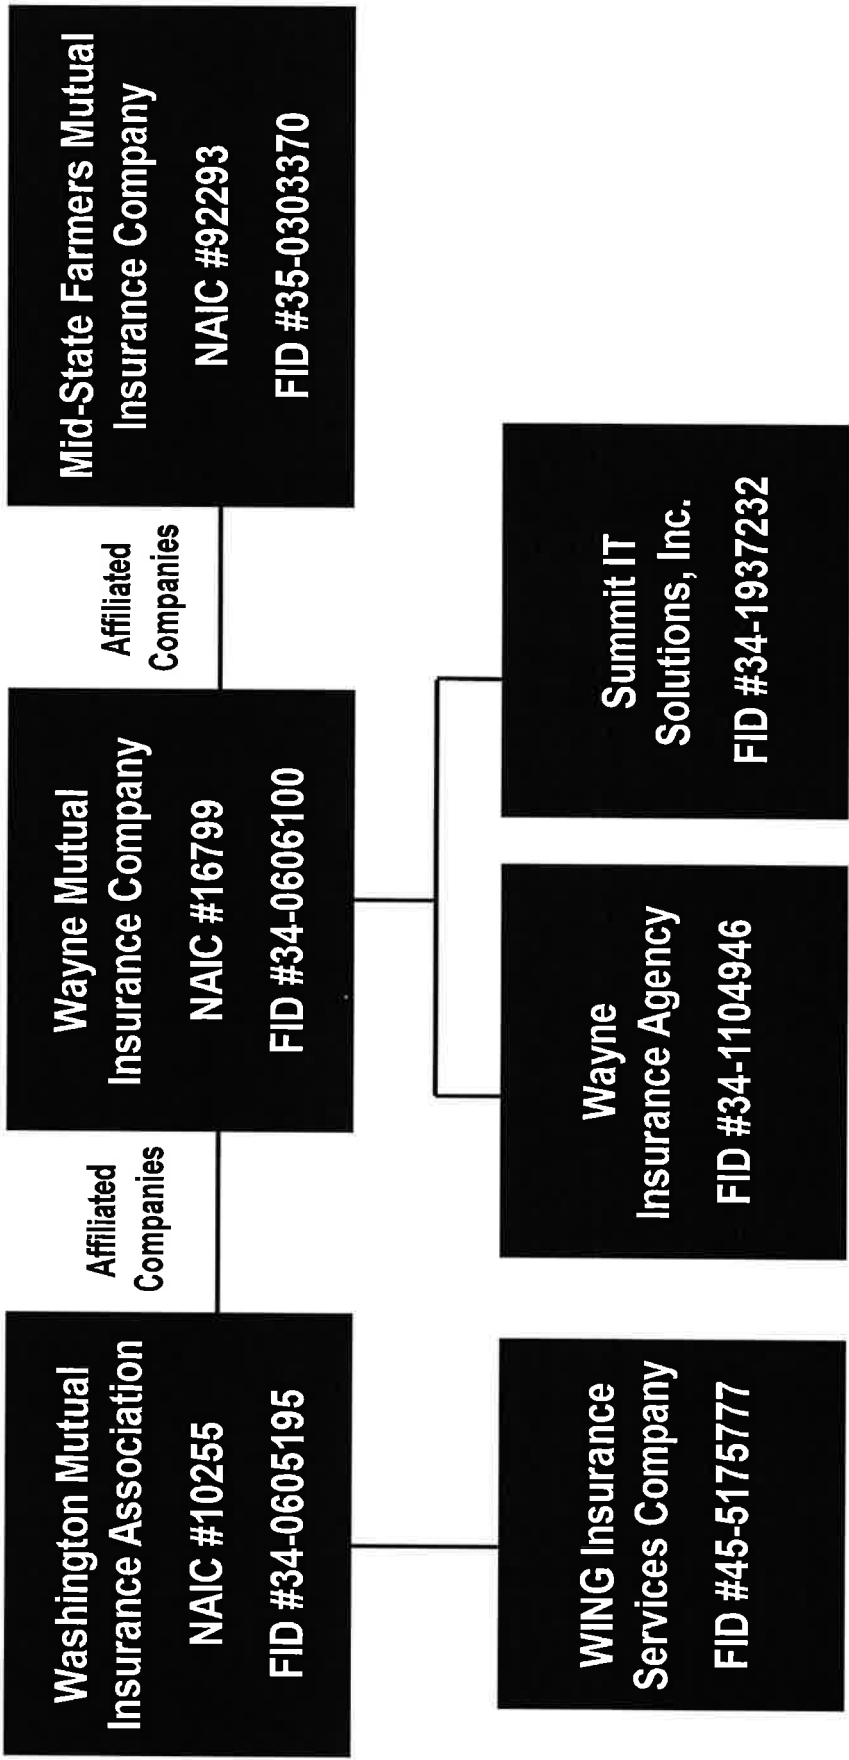 Washington Mutual
Insurance Association
NAIC #10255
FID #34-0605195
Affiliated
Companies
Wayne Mutual
Insurance Company
NAIC #16799
FID #34-0606100
Affiliated
Companies
Mid-State Farmers Mutual
Insurance Company
NAIC #92293
FID #35-0303370
WING Insurance
Services Company
FID #45-5175777
Wayne
Insurance Agency
FID #34-1104946
Summit IT
Solutions, Inc.
FID #34-1937232